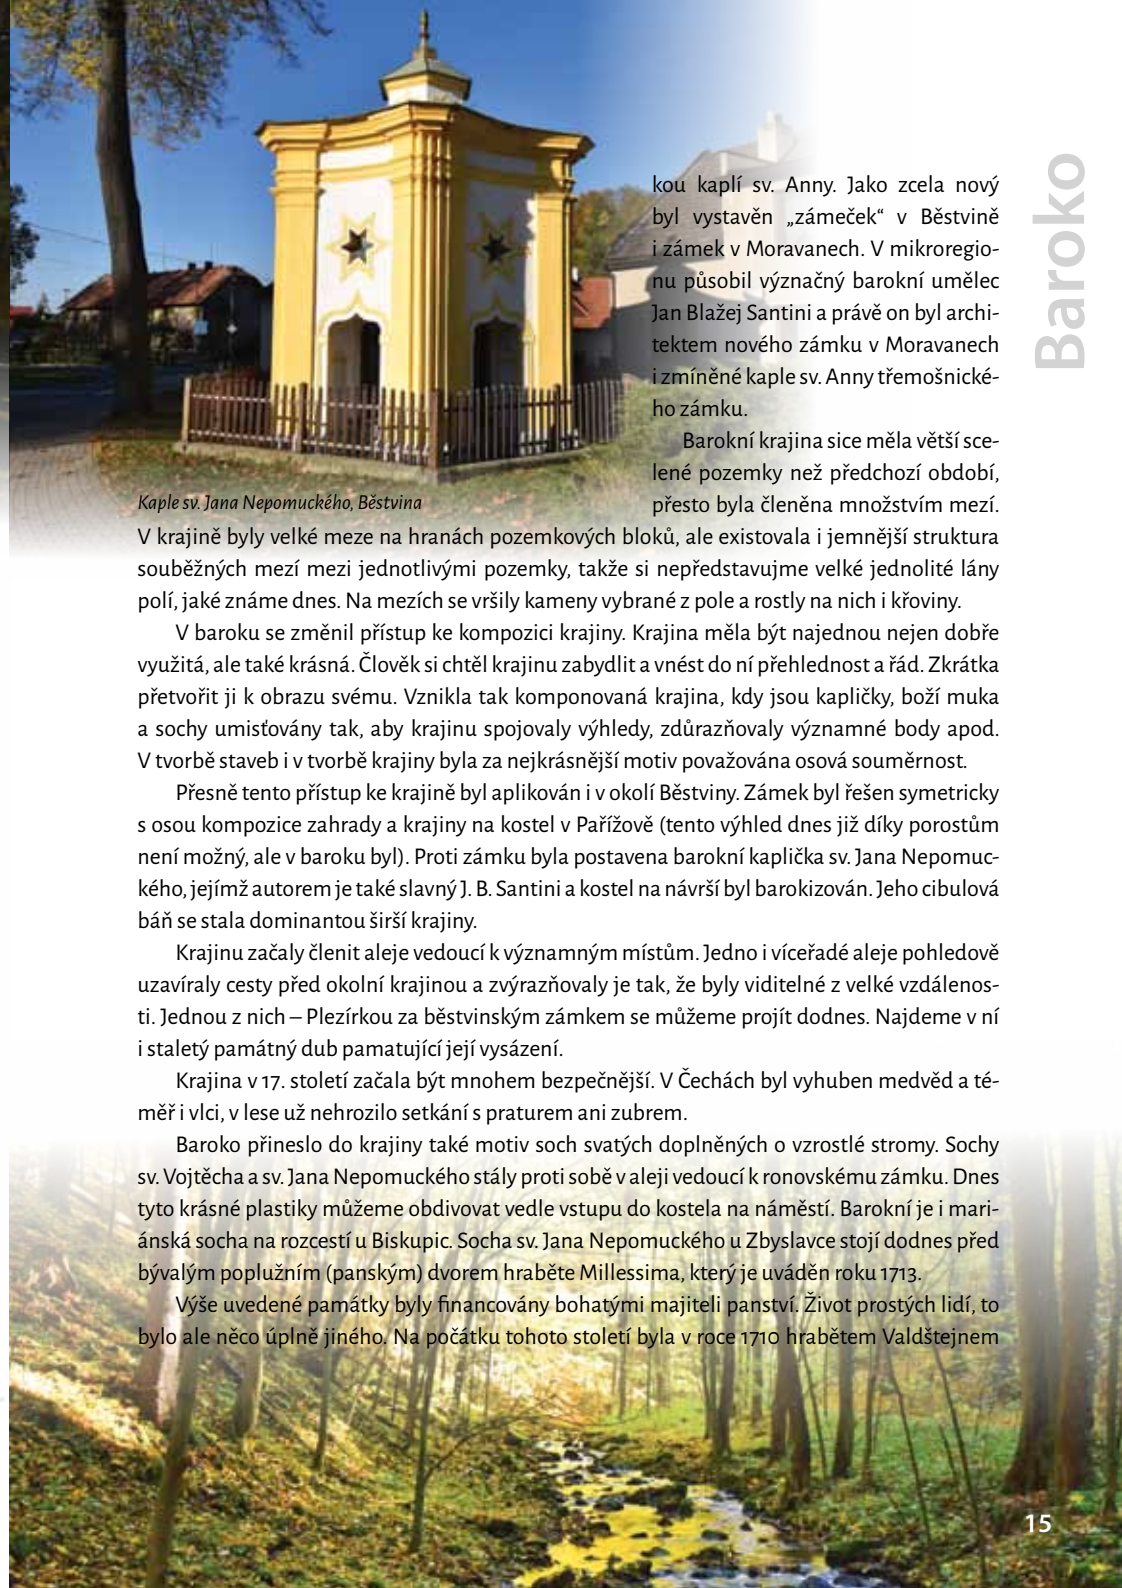 Baroko
kou kaplí sv. Anny. Jako zcela nový
byl vystavěn „zámeček“ v Běstvině
i zámek v Moravanech. V mikroregio-
nu působil význačný barokní umělec
Jan Blažej Santini a právě on byl archi-
tektem nového zámku v Moravanech
i zmíněné kaple sv. Anny třemošnické-
ho zámku.
Barokní krajina sice měla větší sce-
lené pozemky než předchozí období,
přesto byla členěna množstvím mezí.
Kaple sv. Jana Nepomuckého, Běstvina
V krajině byly velké meze na hranách pozemkových bloků, ale existovala i jemnější struktura
souběžných mezí mezi jednotlivými pozemky, takže si nepředstavujme velké jednolité lány
polí, jaké známe dnes. Na mezích se vršily kameny vybrané z pole a rostly na nich i křoviny.
V baroku se změnil přístup ke kompozici krajiny. Krajina měla být najednou nejen dobře
využitá, ale také krásná. Člověk si chtěl krajinu zabydlit a vnést do ní přehlednost a řád. Zkrátka
přetvořit ji k obrazu svému. Vznikla tak komponovaná krajina, kdy jsou kapličky, boží muka
a sochy umisťovány tak, aby krajinu spojovaly výhledy, zdůrazňovaly významné body apod.
V tvorbě staveb i v tvorbě krajiny byla za nejkrásnější motiv považována osová souměrnost.
Přesně tento přístup ke krajině byl aplikován i v okolí Běstviny. Zámek byl řešen symetricky
s osou kompozice zahrady a krajiny na kostel v Pařížově (tento výhled dnes již díky porostům
není možný, ale v baroku byl). Proti zámku byla postavena barokní kaplička sv. Jana Nepomuc-
kého, jejímž autorem je také slavný J. B. Santini a kostel na návrší byl barokizován. Jeho cibulová
báň se stala dominantou širší krajiny.
Krajinu začaly členit aleje vedoucí k významným místům. Jedno i víceřadé aleje pohledově
uzavíraly cesty před okolní krajinou a zvýrazňovaly je tak, že byly viditelné z velké vzdálenos-
ti. Jednou z nich – Plezírkou za běstvinským zámkem se můžeme projít dodnes. Najdeme v ní
i staletý památný dub pamatující její vysázení.
Krajina v 17. století začala být mnohem bezpečnější. V Čechách byl vyhuben medvěd a té-
měř i vlci, v lese už nehrozilo setkání s praturem ani zubrem.
Baroko přineslo do krajiny také motiv soch svatých doplněných o vzrostlé stromy. Sochy
sv. Vojtěcha a sv. Jana Nepomuckého stály proti sobě v aleji vedoucí k ronovskému zámku. Dnes
tyto krásné plastiky můžeme obdivovat vedle vstupu do kostela na náměstí. Barokní je i mari-
ánská socha na rozcestí u Biskupic. Socha sv. Jana Nepomuckého u Zbyslavce stojí dodnes před
bývalým poplužním (panským) dvorem hraběte Millessima, který je uváděn roku 1713.
Výše uvedené památky byly financovány bohatými majiteli panství. Život prostých lidí, to
bylo ale něco úplně jiného. Na počátku tohoto století byla v roce 1710 hrabětem Valdštejnem
15